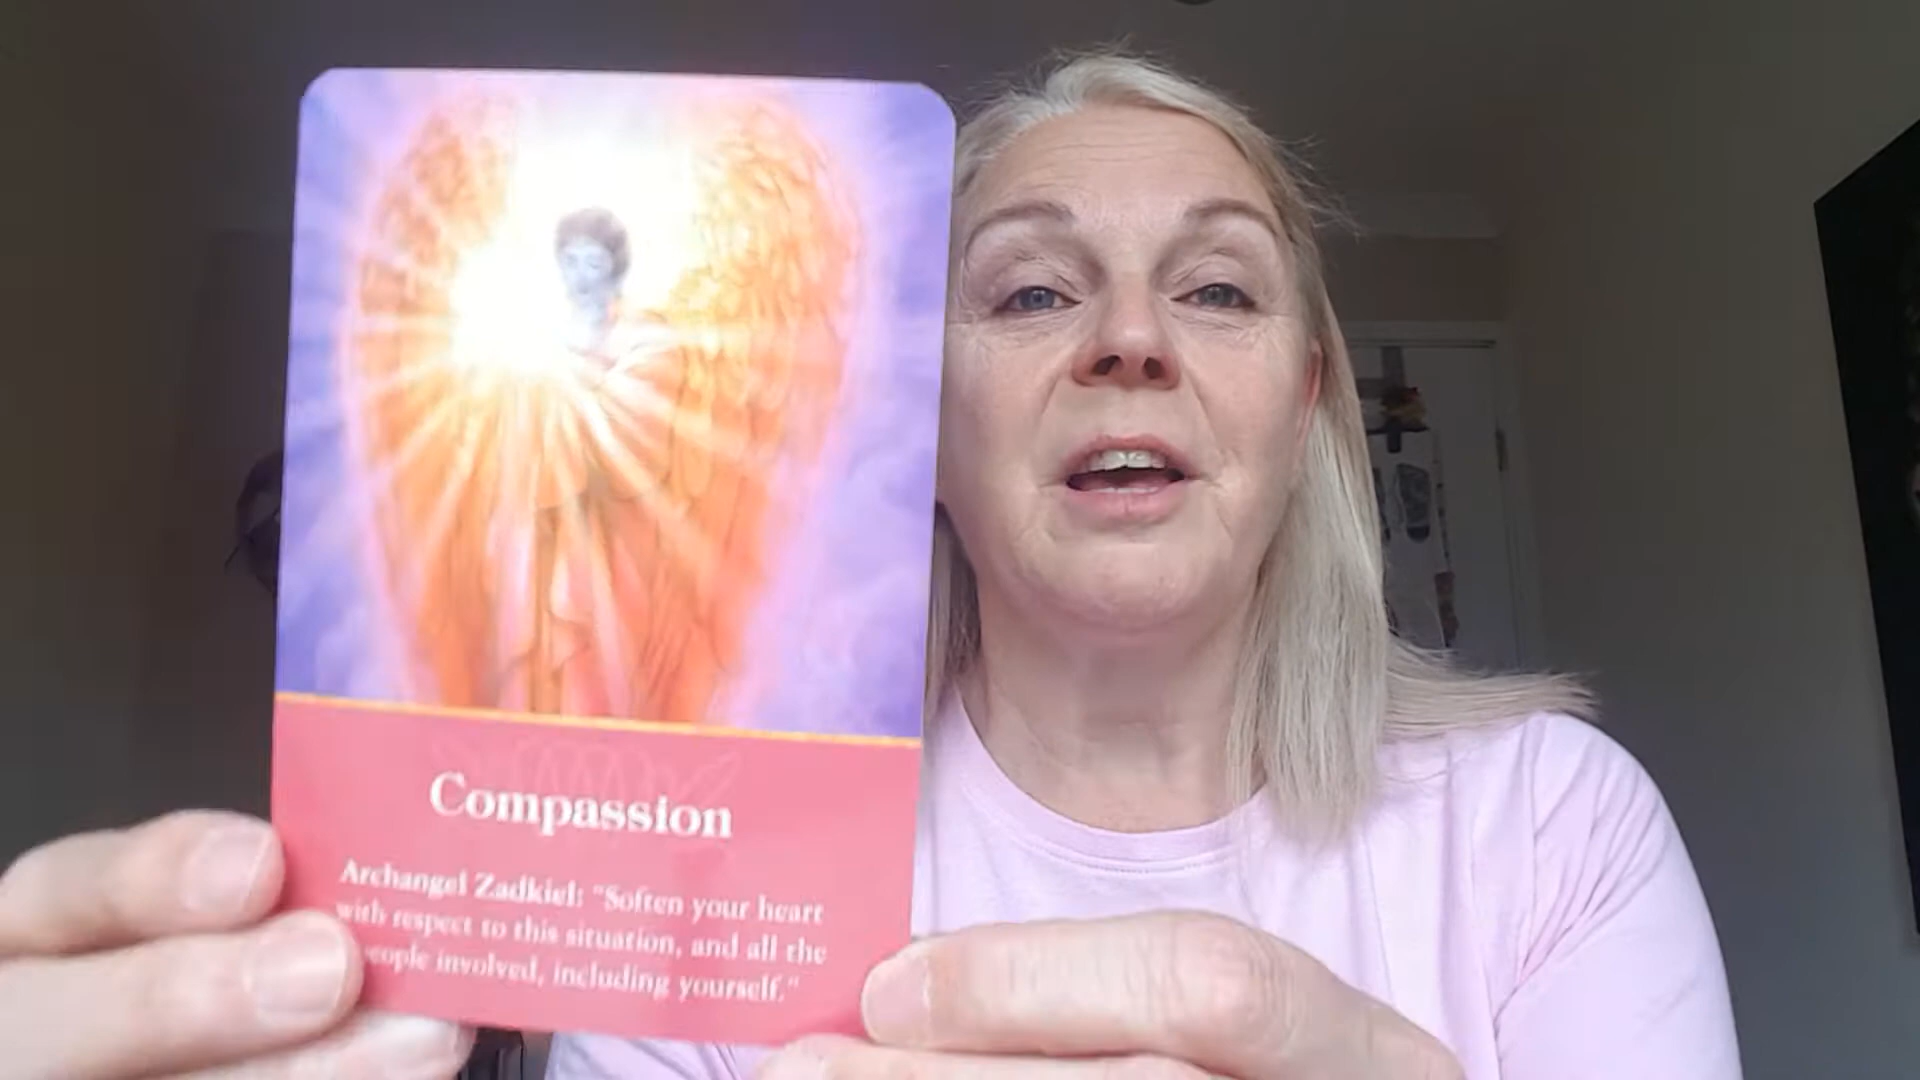 Compassion
Archangel Zadkiel: "Soften your heart
with respect to this situation, and all the
people involved, including yourself."